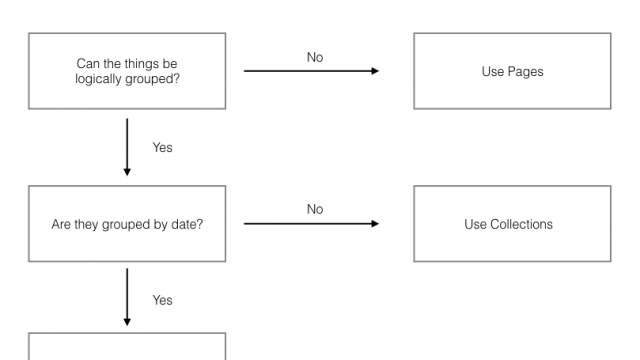 Can the things be
logically grouped?
No
Use Pages
Yes
Are they grouped by date?
No
Use Collections
Yes